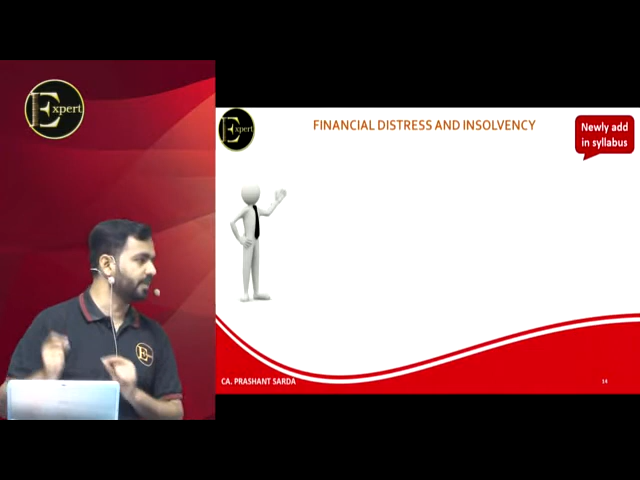 Expert
Expert
FINANCIAL DISTRESS AND INSOLVENCY
Newly add
in syllabus
E
CA. PRASHANT SARDA
14